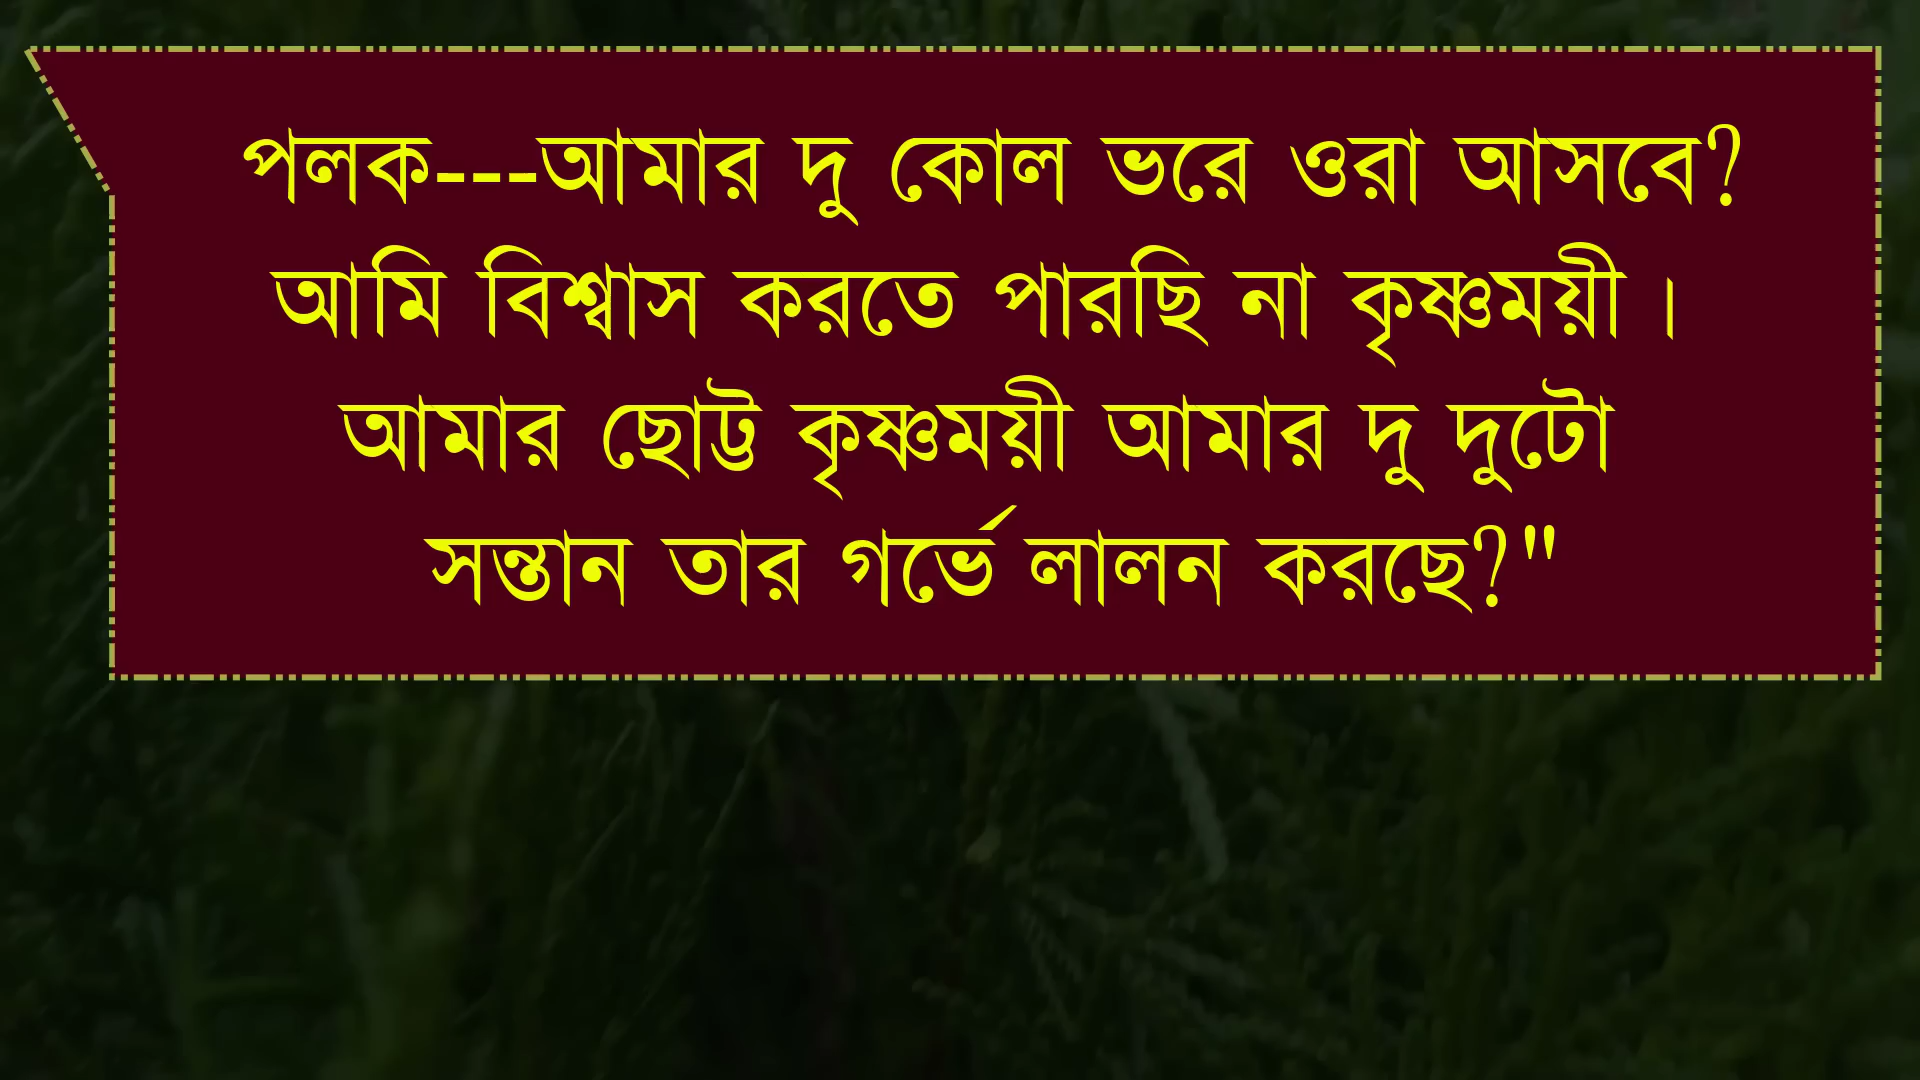 পলক---আমার দু কোল ভরে ওরা আসবে?
আমি বিশ্বাস করতে পারছি না কৃষ্ণময়ী।
আমার ছোট্ট কৃষ্ণময়ী আমার দু দুটো
সন্তান তার গর্ভে লালন করছে?"